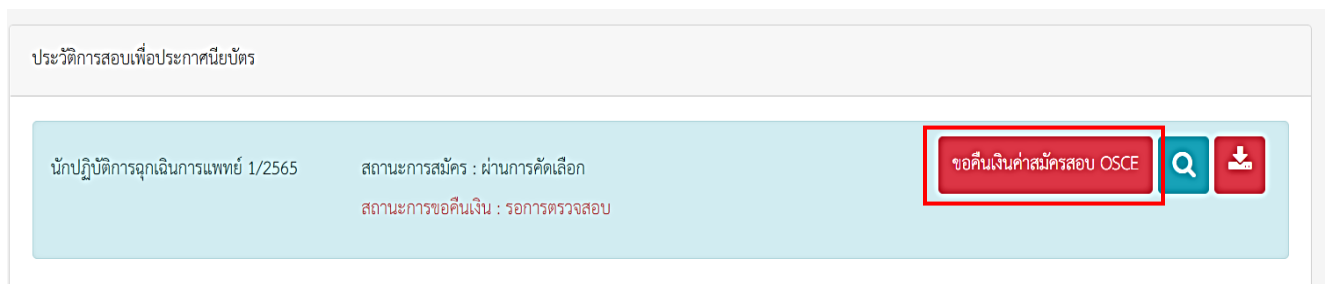 ประวัติการสอบเพื่อประกาศนียบัตร
นักปฏิบัติการฉุกเฉินการแพทย์ 1/2565 สถานะการสมัคร : ผ่านการคัดเลือก ขอคืนเงินค่าสมัครสอบ OSCE
สถานะการขอคืนเงิน : รอการตรวจสอบ